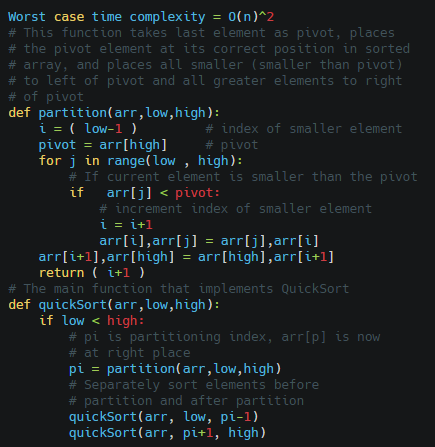 Worst case time complexity = O(n)^2
# This function takes last element as pivot, places
# the pivot element at its correct position in sorted
# array, and places all smaller (smaller than pivot)
# to left of pivot and all greater elements to right
# of pivot
def partition(arr,low,high):
    i = ( low-1 )         # index of smaller element
    pivot = arr[high]     # pivot
    for j in range(low , high):
        # If current element is smaller than the pivot
        if   arr[j] < pivot:
            # increment index of smaller element
            i = i+1
            arr[i],arr[j] = arr[j],arr[i]
    arr[i+1],arr[high] = arr[high],arr[i+1]
    return ( i+1 )
# The main function that implements QuickSort
def quickSort(arr,low,high):
    if low < high:
        # pi is partitioning index, arr[p] is now
        # at right place
        pi = partition(arr,low,high)
        # Separately sort elements before
        # partition and after partition
        quickSort(arr, low, pi-1)
        quickSort(arr, pi+1, high)